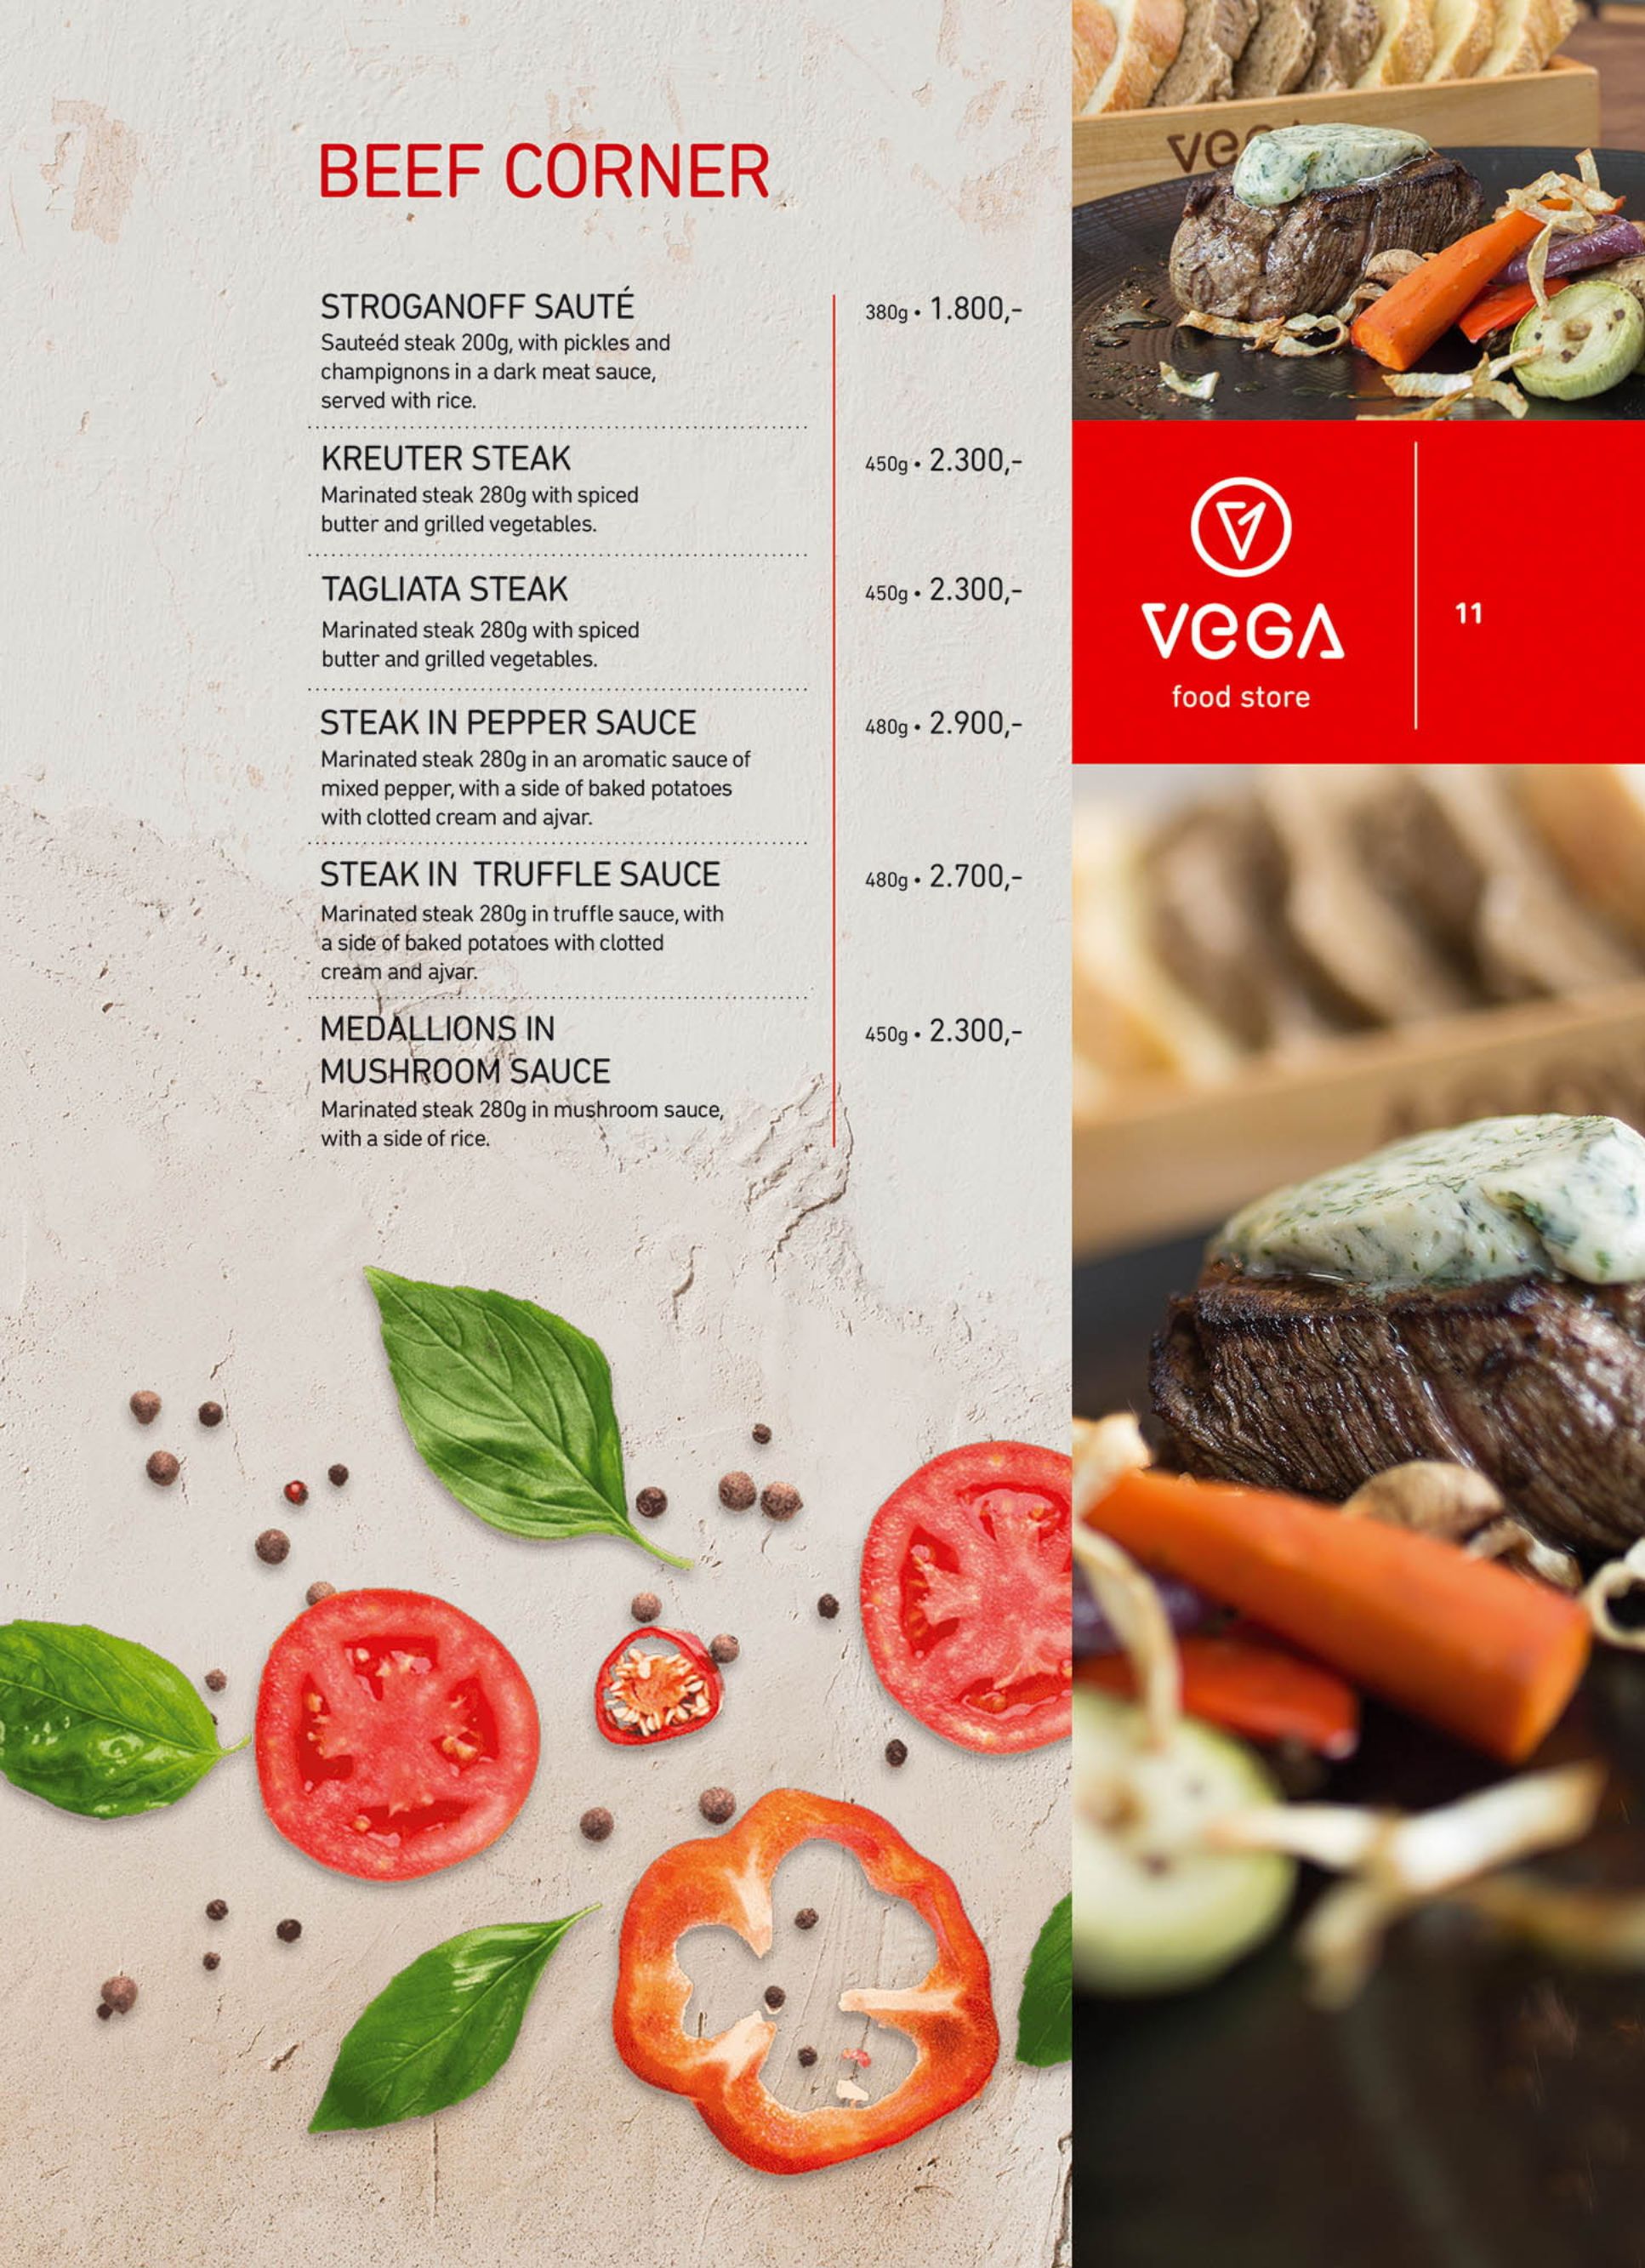 BEEF CORNER
STROGANOFF SAUTÉ
380g • 1.800,-
Sauteéd steak 200g, with pickles and
champignons in a dark meat sauce,
served with rice.
KREUTER STEAK
450g • 2.300,-
Marinated steak 280g with spiced
butter and grilled vegetables.
TAGLIATA STEAK
450g • 2.300,-
Marinated steak 280g with spiced
butter and grilled vegetables.
STEAK IN PEPPER SAUCE
480g • 2.900,-
Marinated steak 280g in an aromatic sauce of
mixed pepper, with a side of baked potatoes
with clotted cream and ajvar.
STEAK IN TRUFFLE SAUCE
480g • 2.700,-
Marinated steak 280g in truffle sauce, with
a side of baked potatoes with clotted
cream and ajvar.
MEDALLIONS IN
450g • 2.300,-
MUSHROOM SAUCE
Marinated steak 280g in mushroom sauce,
with a side of rice.
VEGA
food store
11